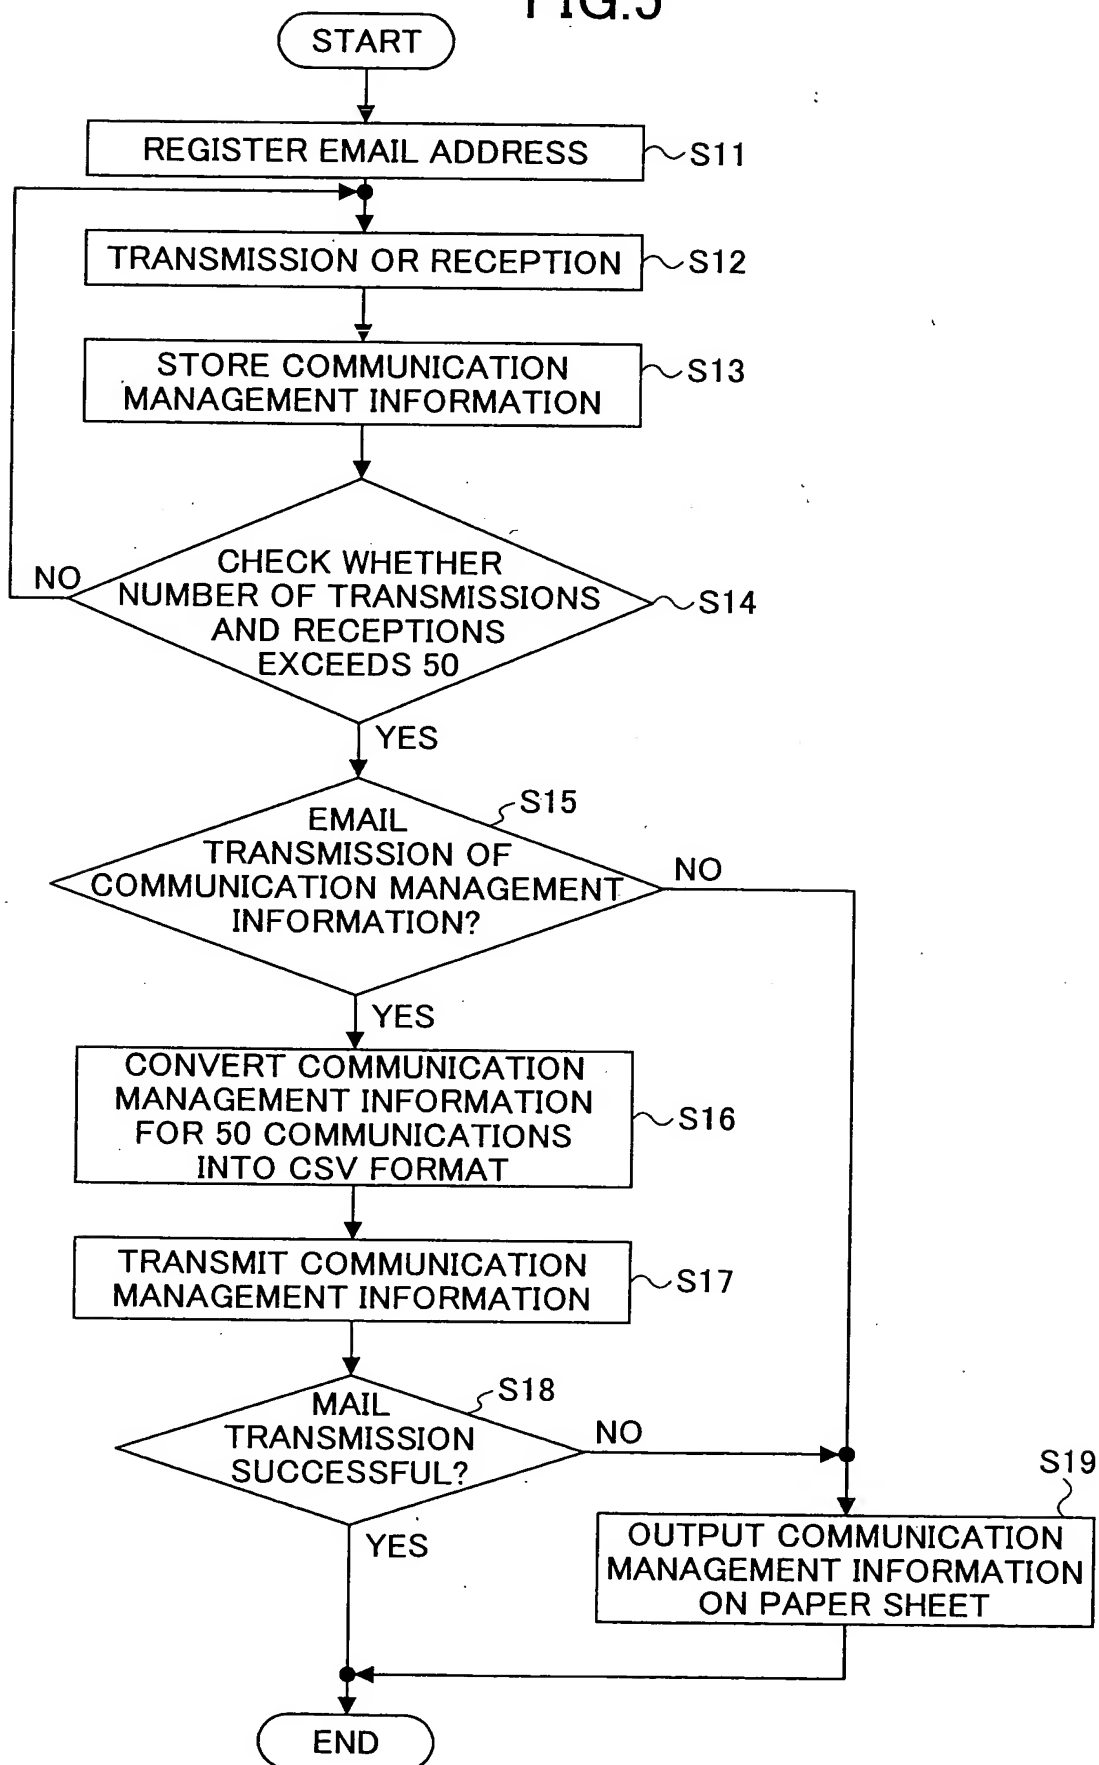 FIG.5
START
REGISTER EMAIL ADDRESS
S11
TRANSMISSION OR RECEPTION
S12
STORE COMMUNICATION
MANAGEMENT INFORMATION
S13
CHECK WHETHER
NUMBER OF TRANSMISSIONS
AND RECEPTIONS
EXCEEDS 50
NO
S14
YES
S15
EMAIL
TRANSMISSION OF
COMMUNICATION MANAGEMENT
INFORMATION?
NO
YES
CONVERT COMMUNICATION
MANAGEMENT INFORMATION
FOR 50 COMMUNICATIONS
INTO CSV FORMAT
S16
TRANSMIT COMMUNICATION
MANAGEMENT INFORMATION
S17
S18
MAIL
TRANSMISSION
SUCCESSFUL?
NO
YES
S19
OUTPUT COMMUNICATION
MANAGEMENT INFORMATION
ON PAPER SHEET
END